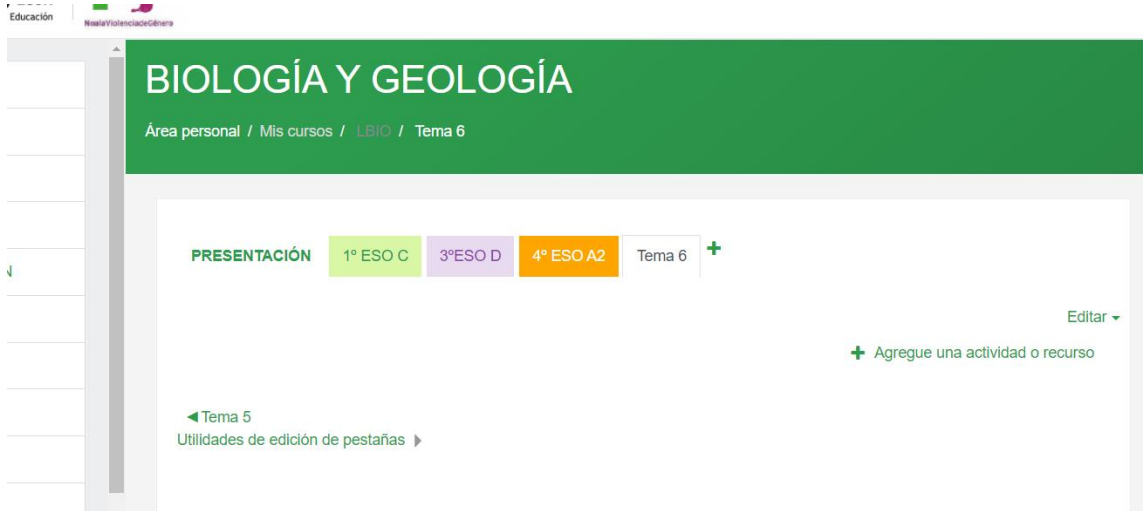 Educación
NoalaViolenciadeGénero
BIOLOGÍA Y GEOLOGÍA
Área personal / Mis cursos / LBIO / Tema 6
PRESENTACIÓN 1º ESO C 3ºESO D 4º ESO A2 Tema 6 +
N
Editar
+ Agregue una actividad o recurso
◀Tema 5
Utilidades de edición de pestañas ▶